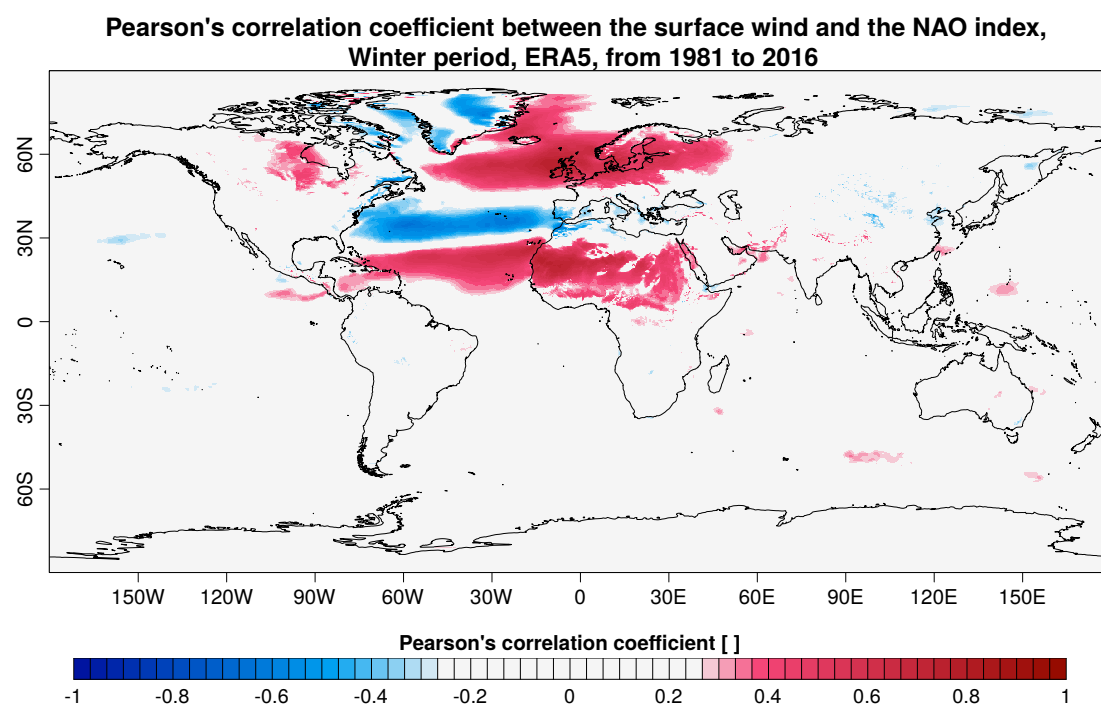 Pearson's correlation coefficient between the surface wind and the NAO index,
Winter period, ERA5, from 1981 to 2016
60N
30N
0
30S
60S
150W 120W 90W 60W 30W 0 30E 60E 90E 120E 150E
Pearson's correlation coefficient [ ]
-1 -0.8 -0.6 -0.4 -0.2 0 0.2 0.4 0.6 0.8 1